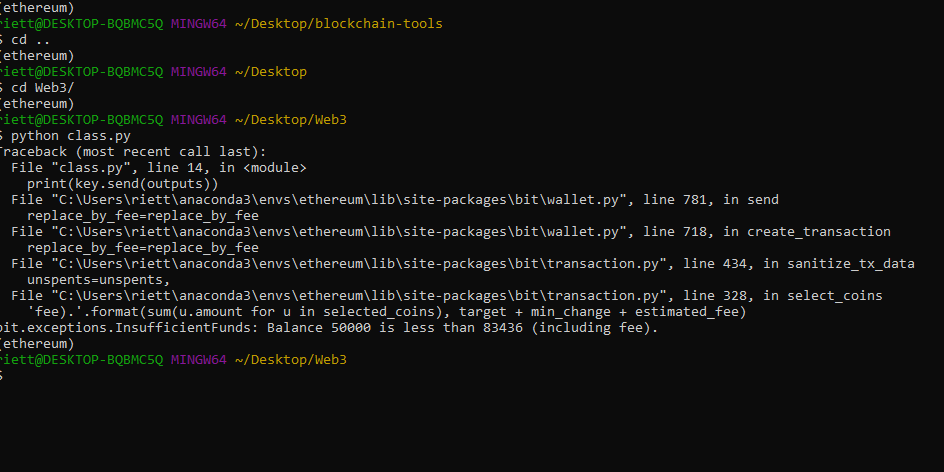 (ethereum)
riett@DESKTOP-BQBMC5Q MINGW64 ~/Desktop/blockchain-tools
$ cd ..
(ethereum)
riett@DESKTOP-BQBMC5Q MINGW64 ~/Desktop
$ cd Web3/
(ethereum)
riett@DESKTOP-BQBMC5Q MINGW64 ~/Desktop/Web3
$ python class.py
Traceback (most recent call last):
  File "class.py", line 14, in <module>
    print(key.send(outputs))
  File "C:\Users\riett\anaconda3\envs\ethereum\lib\site-packages\bit\wallet.py", line 781, in send
    replace_by_fee=replace_by_fee
  File "C:\Users\riett\anaconda3\envs\ethereum\lib\site-packages\bit\wallet.py", line 718, in create_transaction
    replace_by_fee=replace_by_fee
  File "C:\Users\riett\anaconda3\envs\ethereum\lib\site-packages\bit\transaction.py", line 434, in sanitize_tx_data
    unspents=unspents,
  File "C:\Users\riett\anaconda3\envs\ethereum\lib\site-packages\bit\transaction.py", line 328, in select_coins
    'fee).'.format(sum(u.amount for u in selected_coins), target + min_change + estimated_fee)
bit.exceptions.InsufficientFunds: Balance 50000 is less than 83436 (including fee).
(ethereum)
riett@DESKTOP-BQBMC5Q MINGW64 ~/Desktop/Web3
$